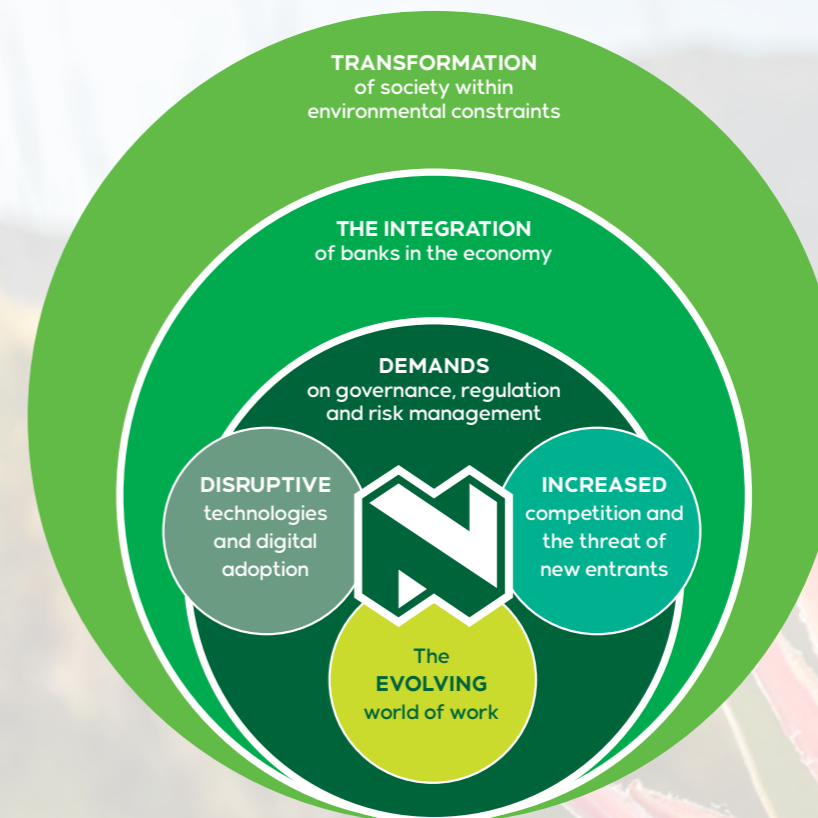 TRANSFORMATION
of society within
environmental constraints
THE INTEGRATION
of banks in the economy
DEMANDS
on governance, regulation
and risk management
DISRUPTIVE
technologies
and digital
adoption
INCREASED
competition and
the threat of
new entrants
The
EVOLVING
world of work